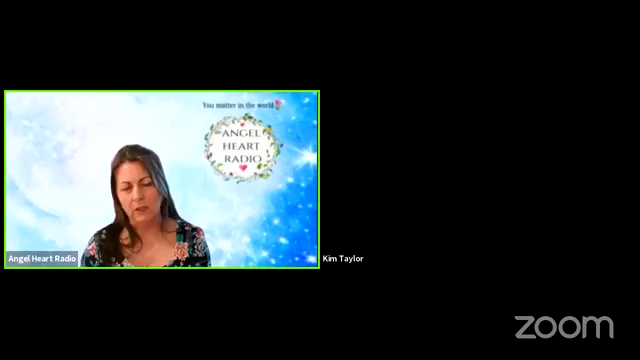 You matter in the world
ANGEL
HEART
RADIO
Angel Heart Radio
Kim Taylor
zoom